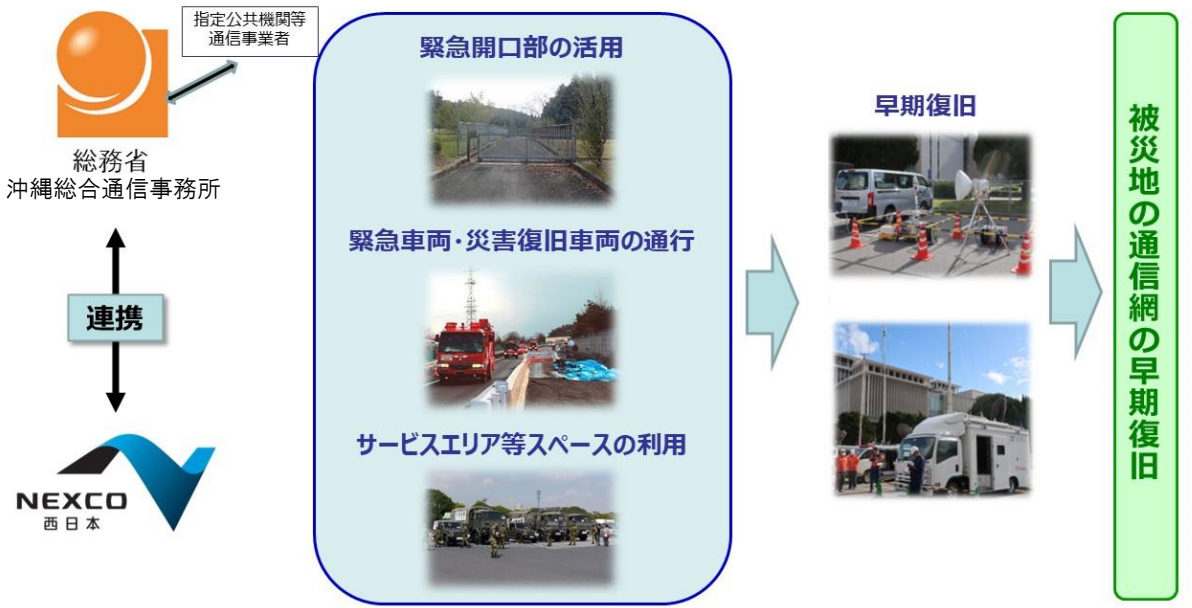 指定公共機関等
通信事業者
総務省
沖縄総合通信事務所
連携
NEXCO
西日本
緊急開口部の活用
緊急車両・災害復旧車両の通行
サービスエリア等スペースの利用
早期復旧
被災地の通信網の早期復旧